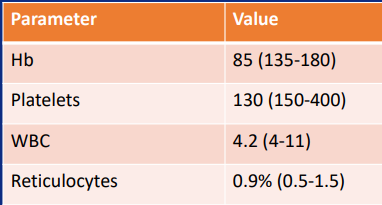 Parameter Value
Hb 85 (135-180)
Platelets 130 (150-400)
WBC 4.2 (4-11)
Reticulocytes 0.9% (0.5-1.5)